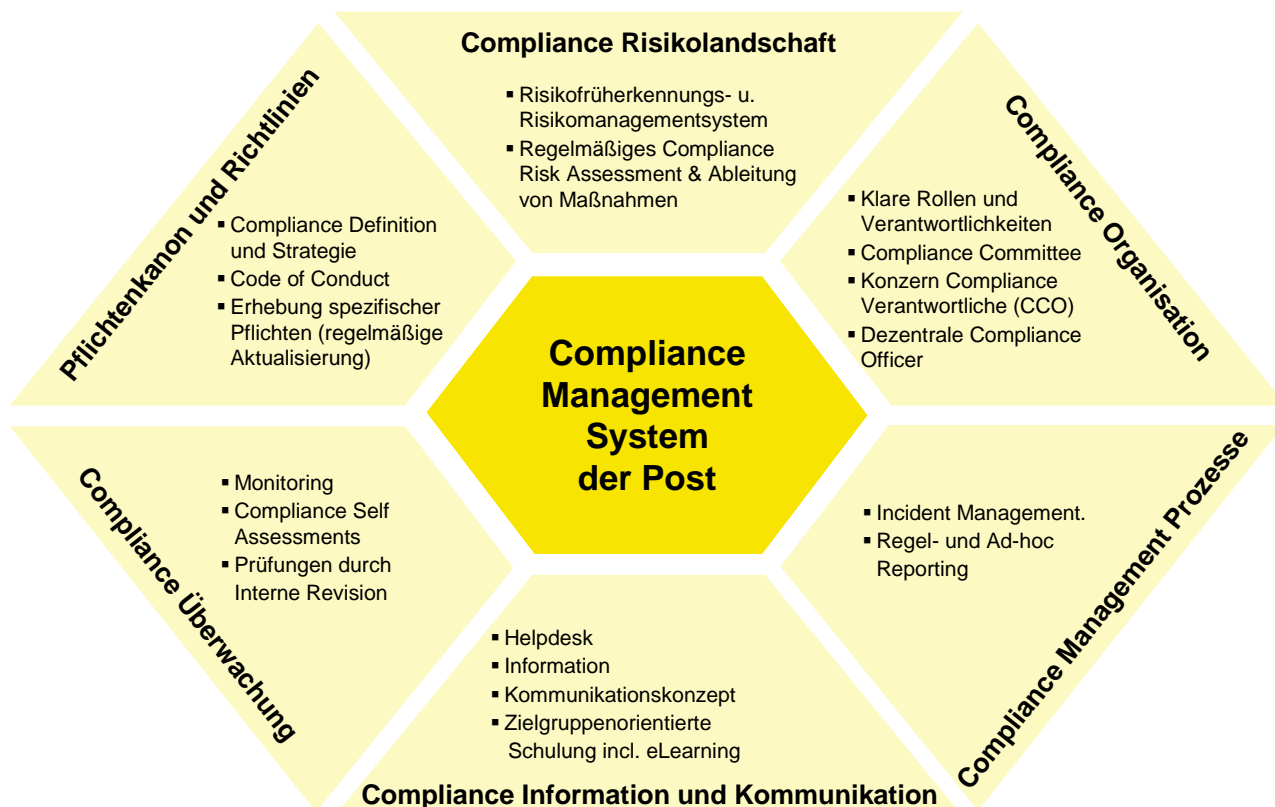 Compliance Risikolandschaft
▪ Risikofrüherkennungs- u.
Risikomanagementsystem
▪ Regelmäßiges Compliance
Risk Assessment & Ableitung
von Maßnahmen
Compliance Organisation
▪ Klare Rollen und
Verantwortlichkeiten
▪ Compliance Committee
▪ Konzern Compliance
Verantwortliche (CCO)
▪ Dezentrale Compliance
Officer
Compliance Management Prozesse
▪ Incident Management.
▪ Regel- und Ad-hoc
Reporting
▪ Helpdesk
▪ Information
▪ Kommunikationskonzept
▪ Zielgruppenorientierte
Schulung incl. eLearning
Compliance Information und Kommunikation
Compliance Überwachung
▪ Monitoring
▪ Compliance Self
Assessments
▪ Prüfungen durch
Interne Revision
Pflichtenkanon und Richtlinien
▪ Compliance Definition
und Strategie
▪ Code of Conduct
▪ Erhebung spezifischer
Pflichten (regelmäßige
Aktualisierung)
Compliance
Management
System
der Post